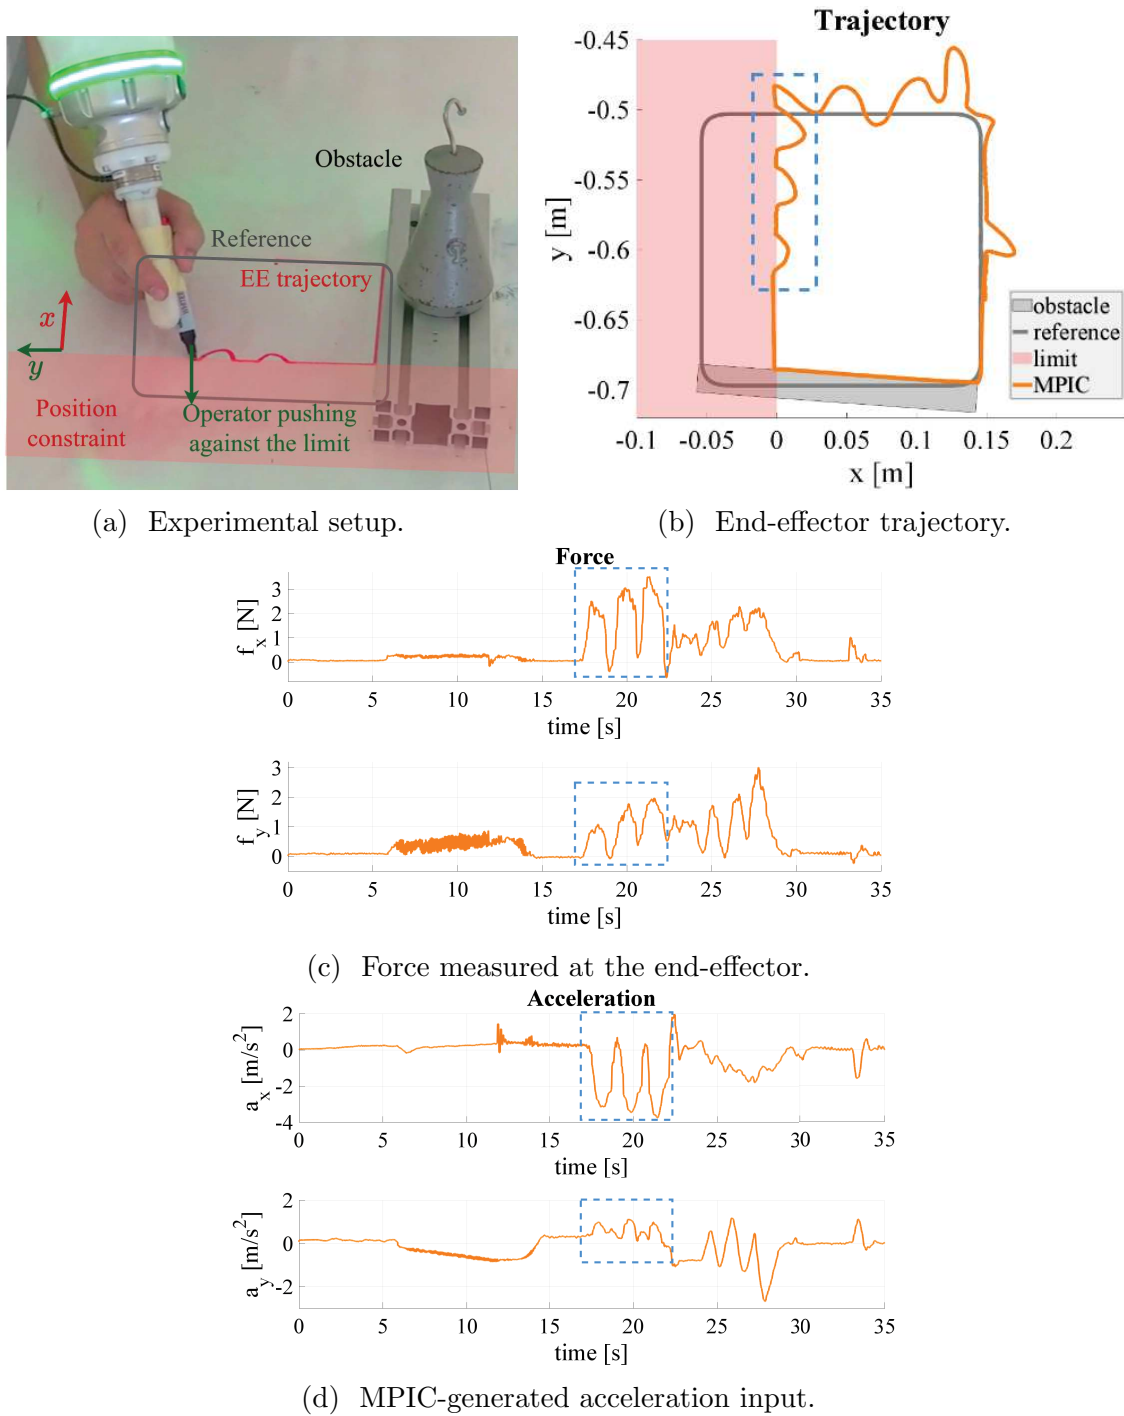 Obstacle
Reference
EE trajectory
x
y
Position
constraint
Operator pushing
against the limit
(a) Experimental setup.
Trajectory
-0.45
-0.5
-0.55
-0.6
-0.65
-0.7
y [m]
obstacle
reference
limit
MPIC
-0.1 -0.05 0 0.05 0.1 0.15 0.2
x [m]
(b) End-effector trajectory.
Force
3
2
1
0
f_x [N]
0 5 10 15 20 25 30 35
time [s]
3
2
1
0
f_y [N]
0 5 10 15 20 25 30 35
time [s]
(c) Force measured at the end-effector.
Acceleration
2
0
-2
-4
a_x [m/s²]
0 5 10 15 20 25 30 35
time [s]
2
0
-2
a_y [m/s²]
0 5 10 15 20 25 30 35
time [s]
(d) MPIC-generated acceleration input.